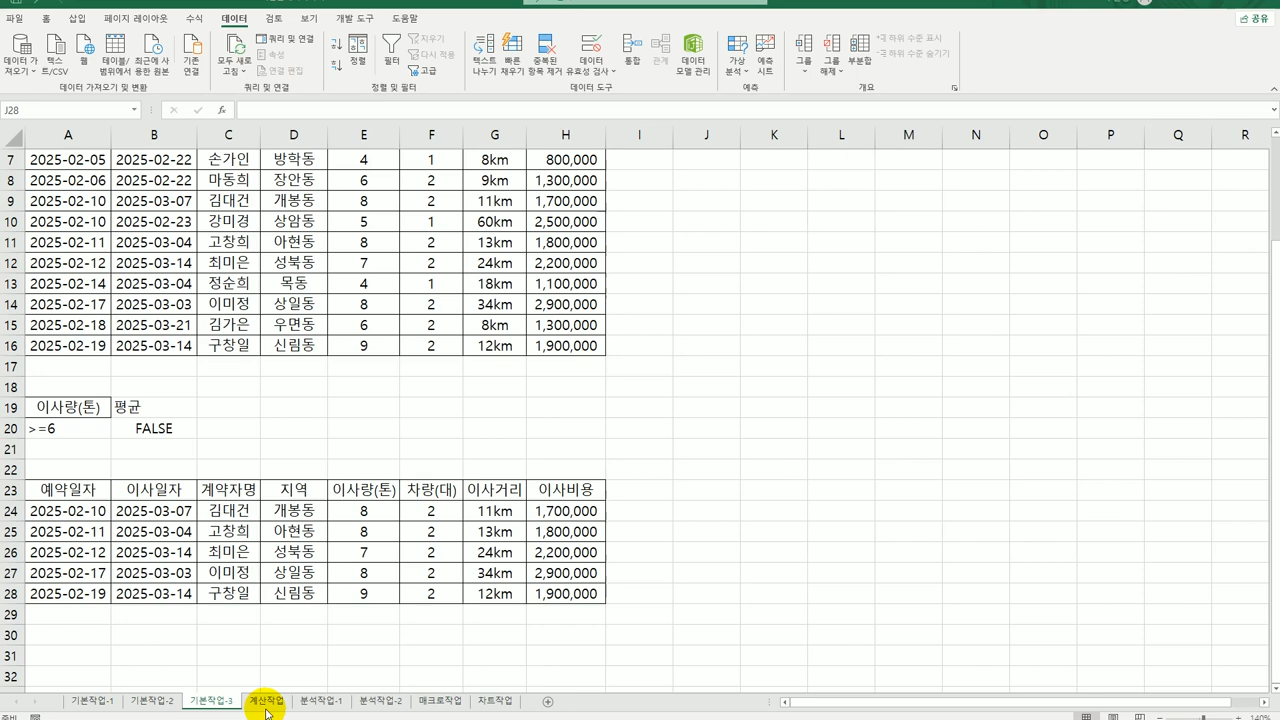 파일 홈 삽입 페이지 레이아웃 수식 데이터 검토 보기 개발 도구 도움말 공유
데이터 가져오기 텍스트/CSV 웹 테이블/범위에서 최근에 사용한 원본 기존 연결 모두 새로 고침 쿼리 및 연결 속성 연결 편집 정렬 필터 지우기 다시 적용 고급 텍스트 나누기 빠른 채우기 중복된 항목 제거 데이터 유효성 검사 통합 관계 데이터 모델 관리 가상 분석 예측 시트 그룹 그룹 해제 부분합 하위 수준 표시 하위 수준 숨기기
데이터 가져오기 및 변환 쿼리 및 연결 정렬 및 필터 데이터 도구 예측 개요
J28 fx
A B C D E F G H I J K L M N O P Q R
7 2025-02-05 2025-02-22 손가인 방학동 4 1 8km 800,000
8 2025-02-06 2025-02-22 마동희 장안동 6 2 9km 1,300,000
9 2025-02-10 2025-03-07 김대건 개봉동 8 2 11km 1,700,000
10 2025-02-10 2025-02-23 강미경 상암동 5 1 60km 2,500,000
11 2025-02-11 2025-03-04 고창희 아현동 8 2 13km 1,800,000
12 2025-02-12 2025-03-14 최미은 성북동 7 2 24km 2,200,000
13 2025-02-14 2025-03-04 정순희 목동 4 1 18km 1,100,000
14 2025-02-17 2025-03-03 이미정 상일동 8 2 34km 2,900,000
15 2025-02-18 2025-03-21 김가은 우면동 6 2 8km 1,300,000
16 2025-02-19 2025-03-14 구창일 신림동 9 2 12km 1,900,000
17
18
19 이사량(톤) 평균
20 >=6 FALSE
21
22
23 예약일자 이사일자 계약자명 지역 이사량(톤) 차량(대) 이사거리 이사비용
24 2025-02-10 2025-03-07 김대건 개봉동 8 2 11km 1,700,000
25 2025-02-11 2025-03-04 고창희 아현동 8 2 13km 1,800,000
26 2025-02-12 2025-03-14 최미은 성북동 7 2 24km 2,200,000
27 2025-02-17 2025-03-03 이미정 상일동 8 2 34km 2,900,000
28 2025-02-19 2025-03-14 구창일 신림동 9 2 12km 1,900,000
29
30
31
32
기본작업-1 기본작업-2 기본작업-3 계산작업 분석작업-1 분석작업-2 매크로작업 차트작업